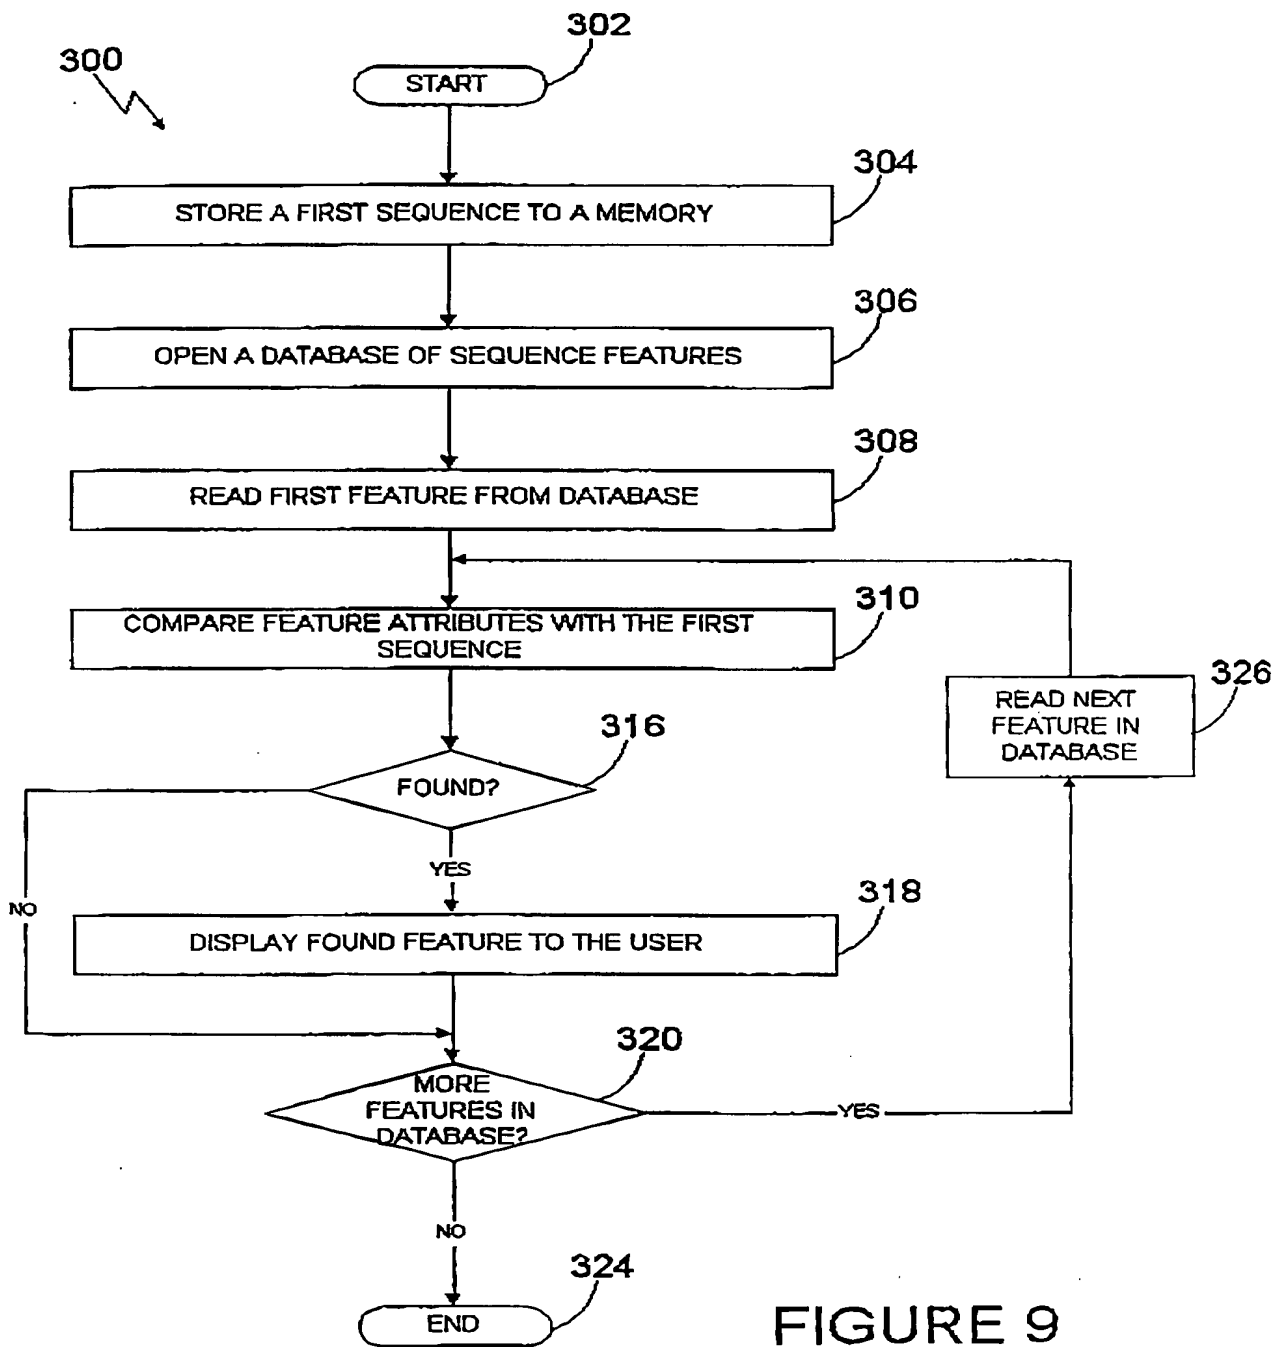 302
300
START
304
STORE A FIRST SEQUENCE TO A MEMORY
306
OPEN A DATABASE OF SEQUENCE FEATURES
308
READ FIRST FEATURE FROM DATABASE
310
COMPARE FEATURE ATTRIBUTES WITH THE FIRST
SEQUENCE
326
READ NEXT
FEATURE IN
DATABASE
316
FOUND?
YES
NO
318
DISPLAY FOUND FEATURE TO THE USER
320
MORE
FEATURES IN
DATABASE?
YES
NO
324
END
FIGURE 9